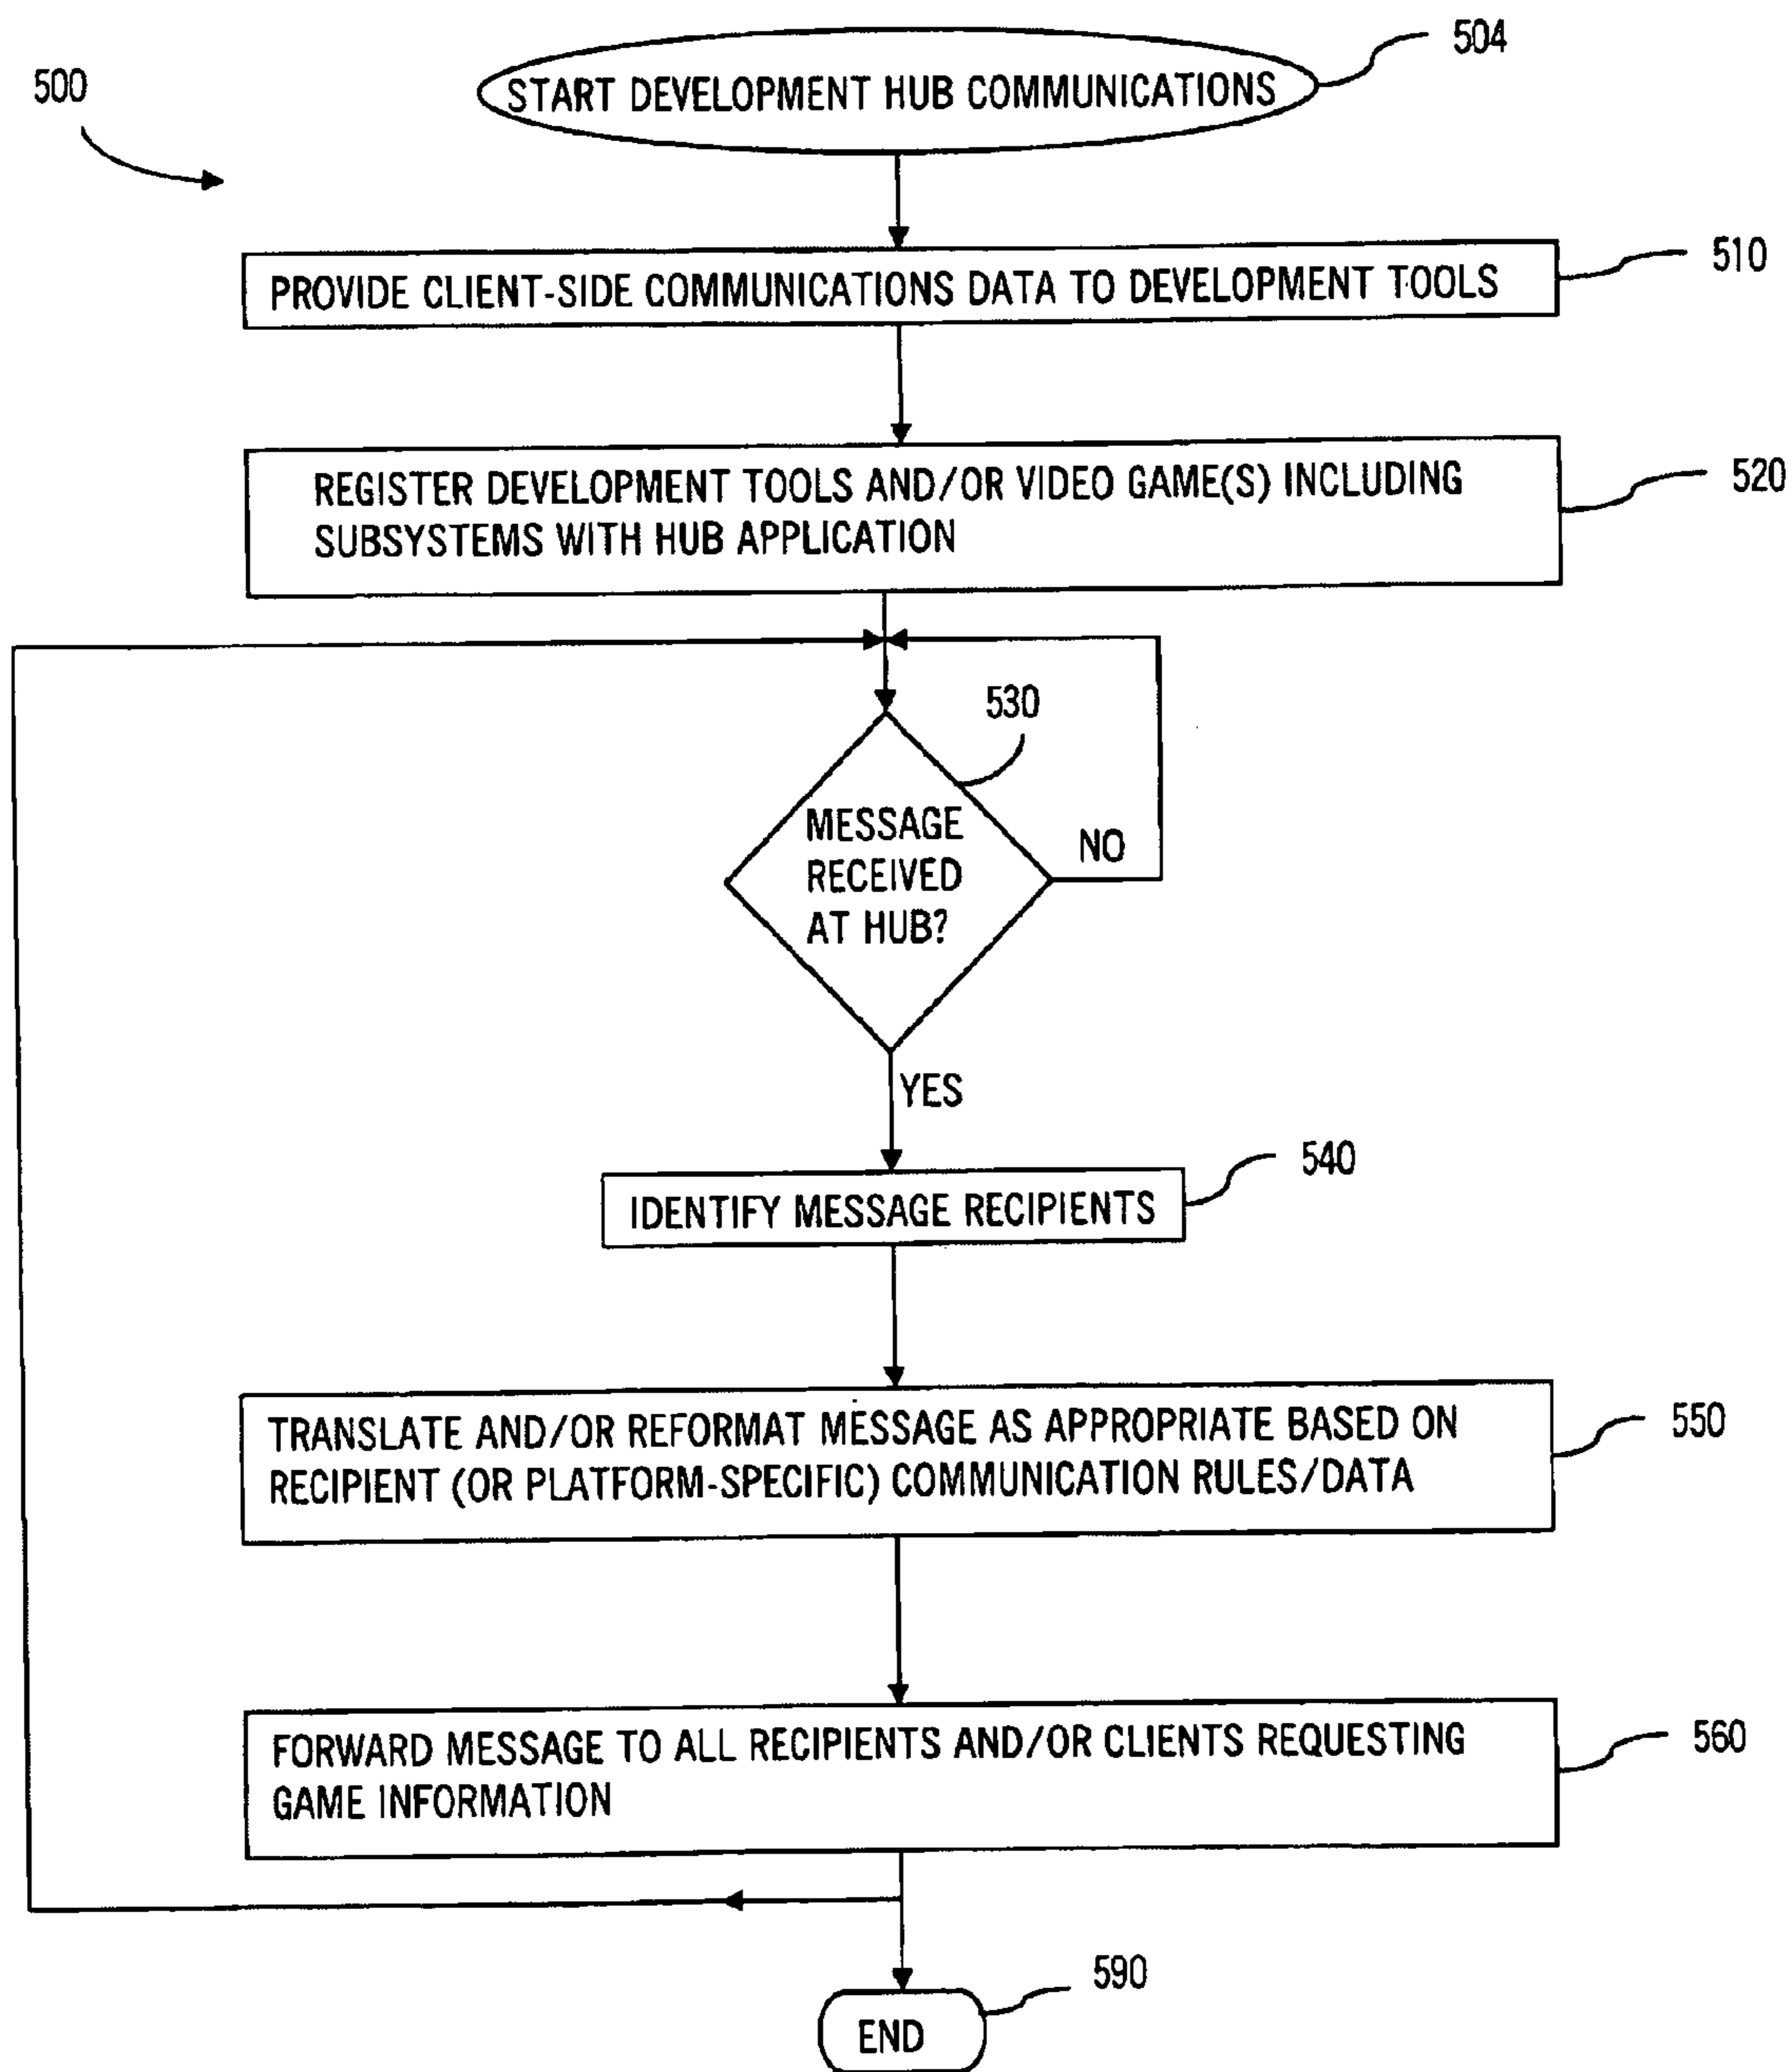 504
500
START DEVELOPMENT HUB COMMUNICATIONS
510
PROVIDE CLIENT-SIDE COMMUNICATIONS DATA TO DEVELOPMENT TOOLS
520
REGISTER DEVELOPMENT TOOLS AND/OR VIDEO GAME(S) INCLUDING
SUBSYSTEMS WITH HUB APPLICATION
530
MESSAGE
RECEIVED
AT HUB?
NO
YES
540
IDENTIFY MESSAGE RECIPIENTS
550
TRANSLATE AND/OR REFORMAT MESSAGE AS APPROPRIATE BASED ON
RECIPIENT (OR PLATFORM-SPECIFIC) COMMUNICATION RULES/DATA
560
FORWARD MESSAGE TO ALL RECIPIENTS AND/OR CLIENTS REQUESTING
GAME INFORMATION
590
END